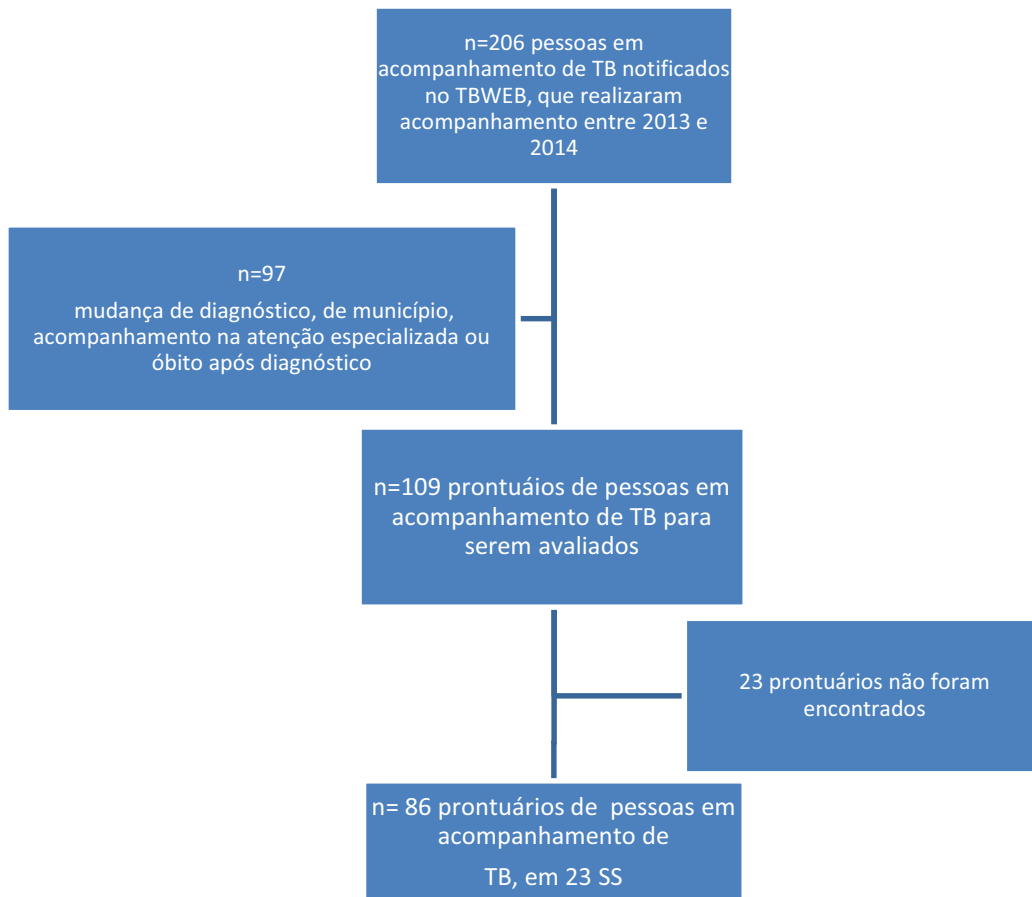 n=206 pessoas em
acompanhamento de TB notificados
no TBWEB, que realizaram
acompanhamento entre 2013 e
2014
n=97
mudança de diagnóstico, de município,
acompanhamento na atenção especializada ou
óbito após diagnóstico
n=109 prontuáios de pessoas em
acompanhamento de TB para
serem avaliados
23 prontuários não foram
encontrados
n= 86 prontuários de pessoas em
acompanhamento de
TB, em 23 SS